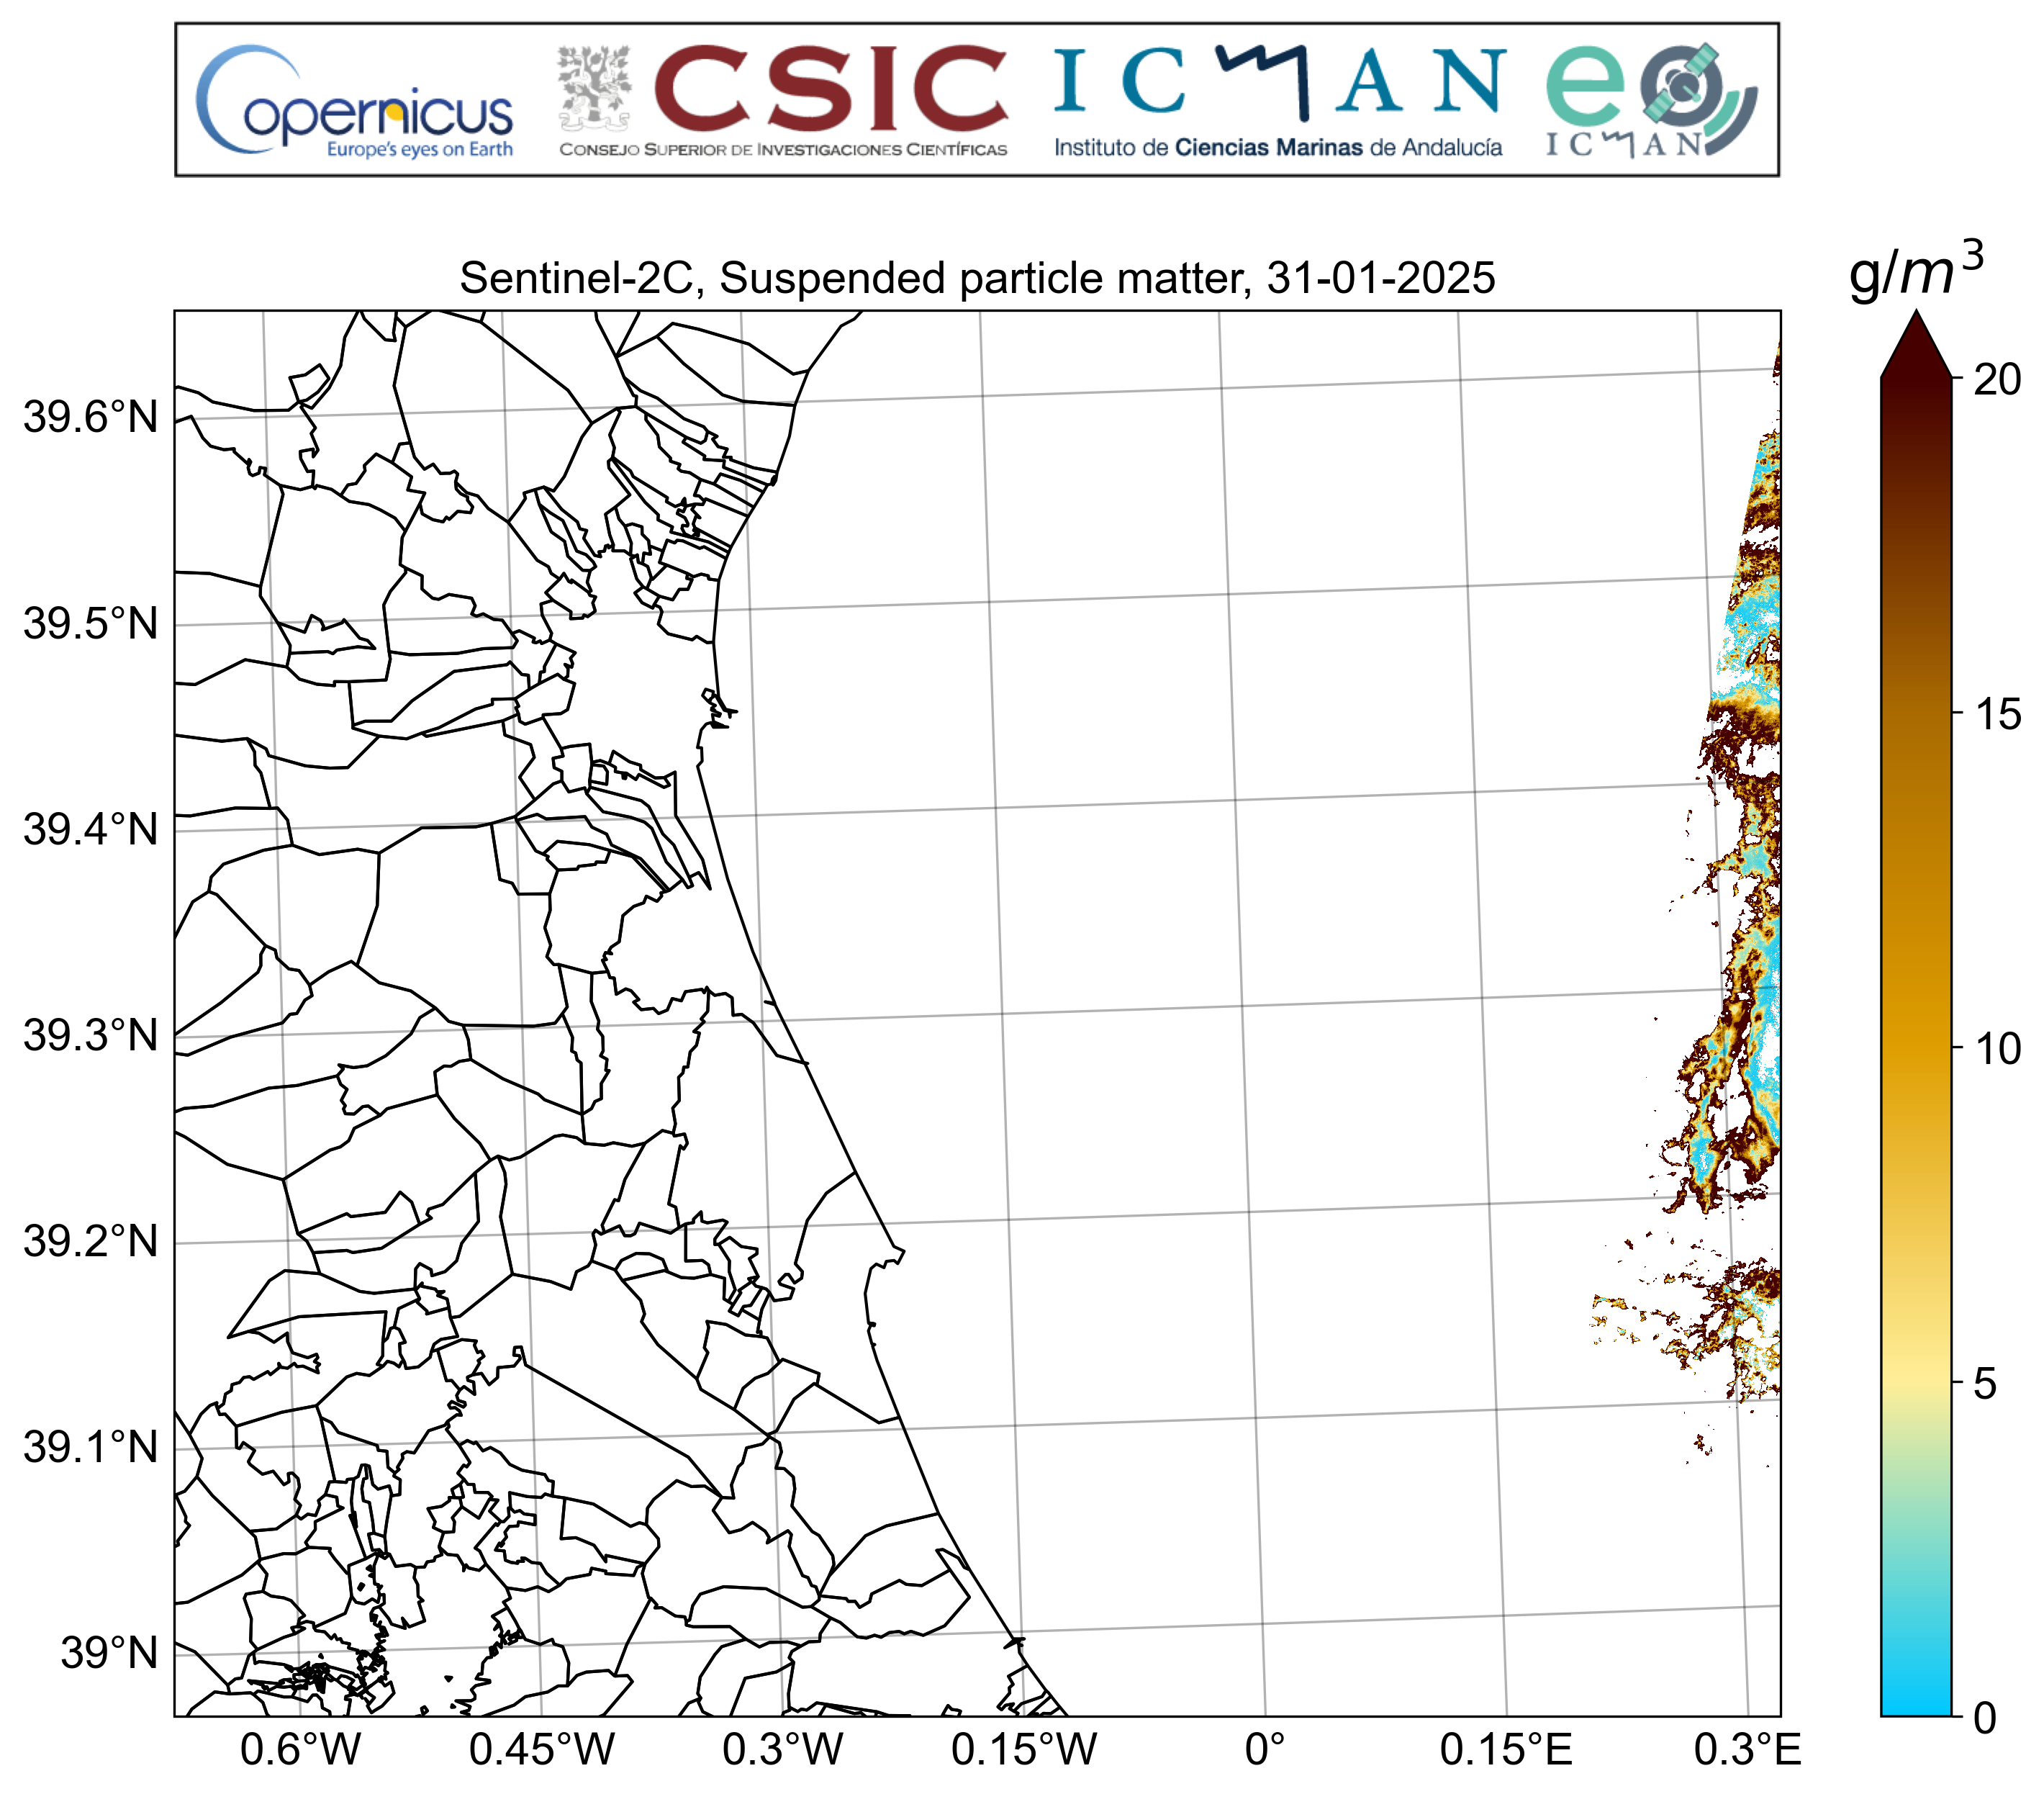 Copernicus
Europe's eyes on Earth
CSIC
CONSEJO SUPERIOR DE INVESTIGACIONES CIENTÍFICAS
ICMAN
Instituto de Ciencias Marinas de Andalucía
eo
ICMAN
Sentinel-2C, Suspended particle matter, 31-01-2025
g/m³
39.6°N
39.5°N
39.4°N
39.3°N
39.2°N
39.1°N
39°N
0.6°W 0.45°W 0.3°W 0.15°W 0° 0.15°E 0.3°E
20
15
10
5
0